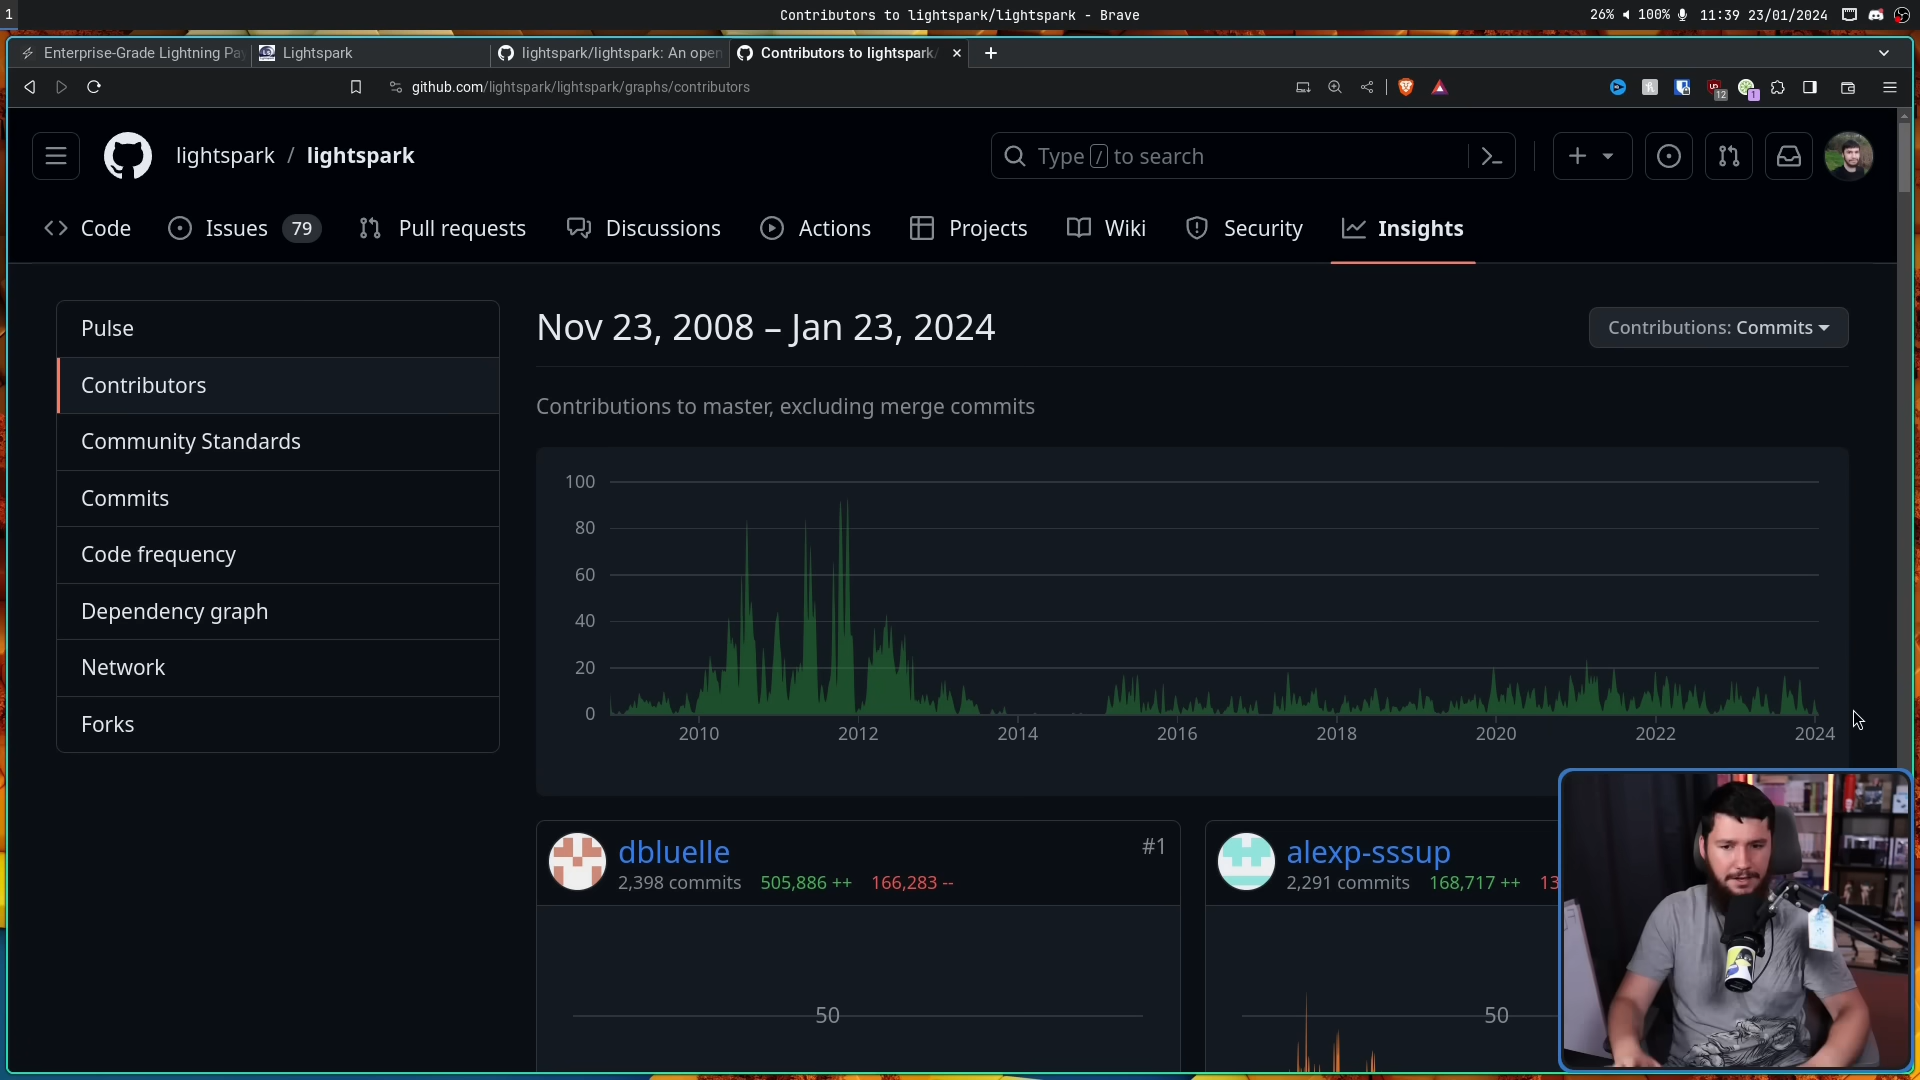 1
Contributors to lightspark/lightspark - Brave
26% 100% 11:39 23/01/2024
Enterprise-Grade Lightning Pay
Lightspark
lightspark/lightspark: An open
Contributors to lightspark/
github.com/lightspark/lightspark/graphs/contributors
12
1
lightspark / lightspark
Type / to search
Code
Issues 79
Pull requests
Discussions
Actions
Projects
Wiki
Security
Insights
Pulse
Contributors
Community Standards
Commits
Code frequency
Dependency graph
Network
Forks
Nov 23, 2008 – Jan 23, 2024
Contributions: Commits
Contributions to master, excluding merge commits
100
80
60
40
20
0
2010 2012 2014 2016 2018 2020 2022 2024
dbluelle #1
2,398 commits 505,886 ++ 166,283 --
50
alexp-sssup
2,291 commits 168,717 ++ 13
50